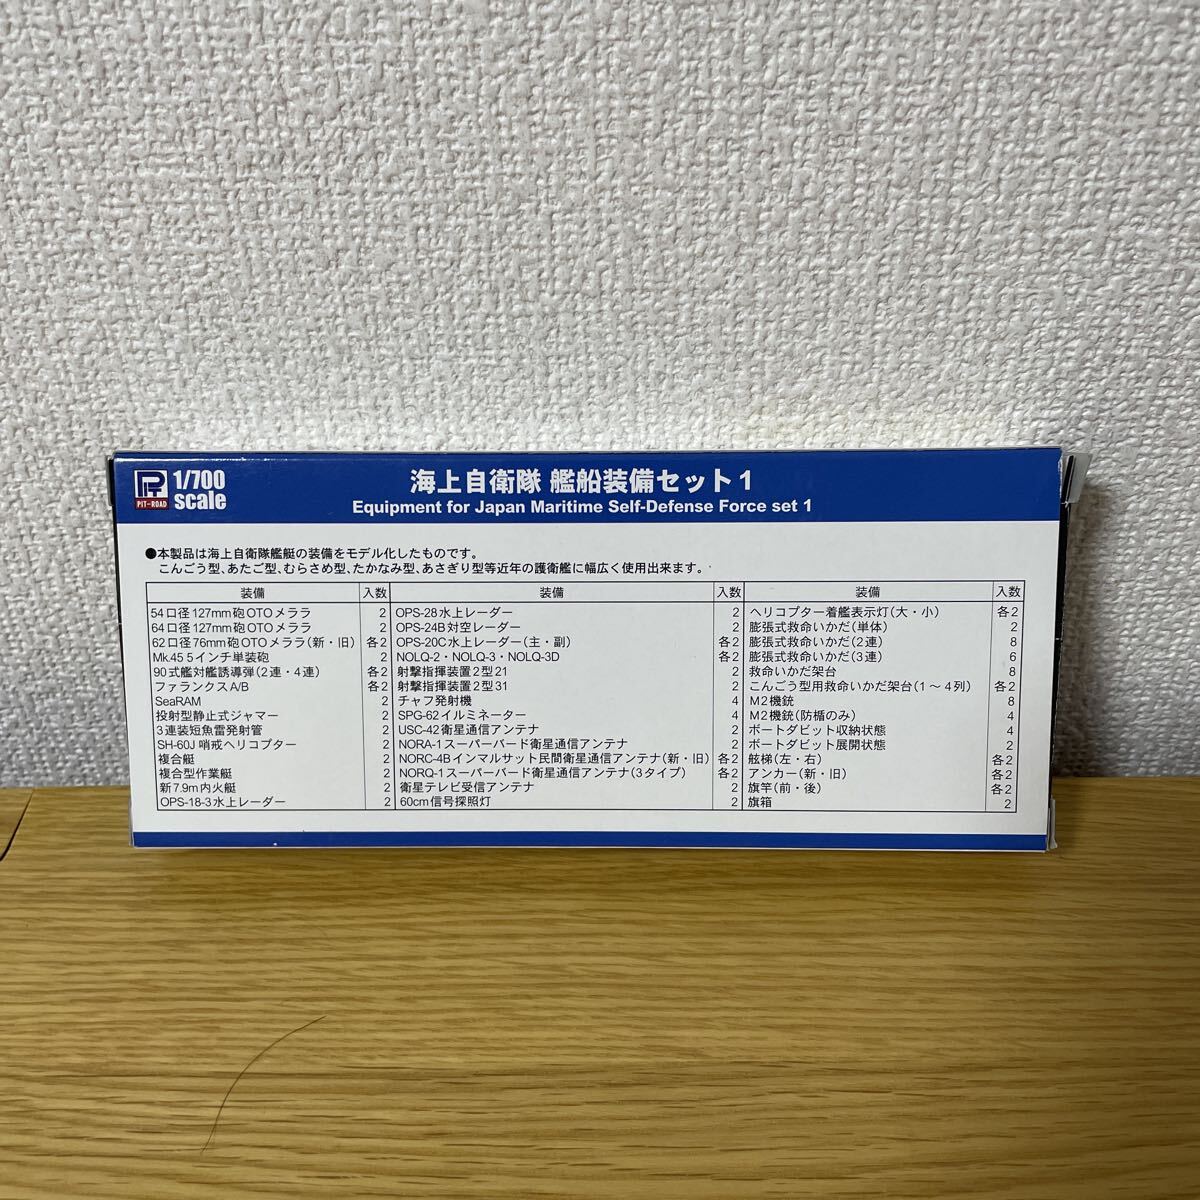 PIT-ROAD
1/700
scale
海上自衛隊 艦船装備セット1
Equipment for Japan Maritime Self-Defense Force set 1
●本製品は海上自衛隊艦艇の装備をモデル化したものです。
こんごう型、あたご型、むらさめ型、たかなみ型、あさぎり型等近年の護衛艦に幅広く使用出来ます。
装備 入数
54口径127mm砲OTOメララ 2
64口径127mm砲OTOメララ 2
62口径76mm砲OTOメララ(新・旧) 各2
Mk.45 5インチ単装砲 2
90式艦対艦誘導弾(2連・4連) 各2
ファランクスA/B 各2
SeaRAM 2
投射型静止式ジャマー 2
3連装短魚雷発射管 2
SH-60J 哨戒ヘリコプター 2
複合艇 2
複合型作業艇 2
新7.9m内火艇 2
OPS-18-3水上レーダー 2
装備 入数
OPS-28水上レーダー 2
OPS-24B対空レーダー 2
OPS-20C水上レーダー(主・副) 各2
NOLQ-2・NOLQ-3・NOLQ-3D 各2
射撃指揮装置2型21 2
射撃指揮装置2型31 2
チャフ発射機 4
SPG-62イルミネーター 4
USC-42衛星通信アンテナ 2
NORA-1スーパーバード衛星通信アンテナ 2
NORC-4Bインマルサット民間衛星通信アンテナ(新・旧) 各2
NORQ-1スーパーバード衛星通信アンテナ(3タイプ) 各2
衛星テレビ受信アンテナ 2
60cm信号探照灯 2
装備 入数
ヘリコプター着艦表示灯(大・小) 各2
膨張式救命いかだ(単体) 2
膨張式救命いかだ(2連) 8
膨張式救命いかだ(3連) 6
救命いかだ架台 8
こんごう型用救命いかだ架台(1～4列) 各2
M2機銃 8
M2機銃(防楯のみ) 4
ボートダビット収納状態 4
ボートダビット展開状態 2
舷梯(左・右) 各2
アンカー(新・旧) 各2
旗竿(前・後) 各2
旗箱 2